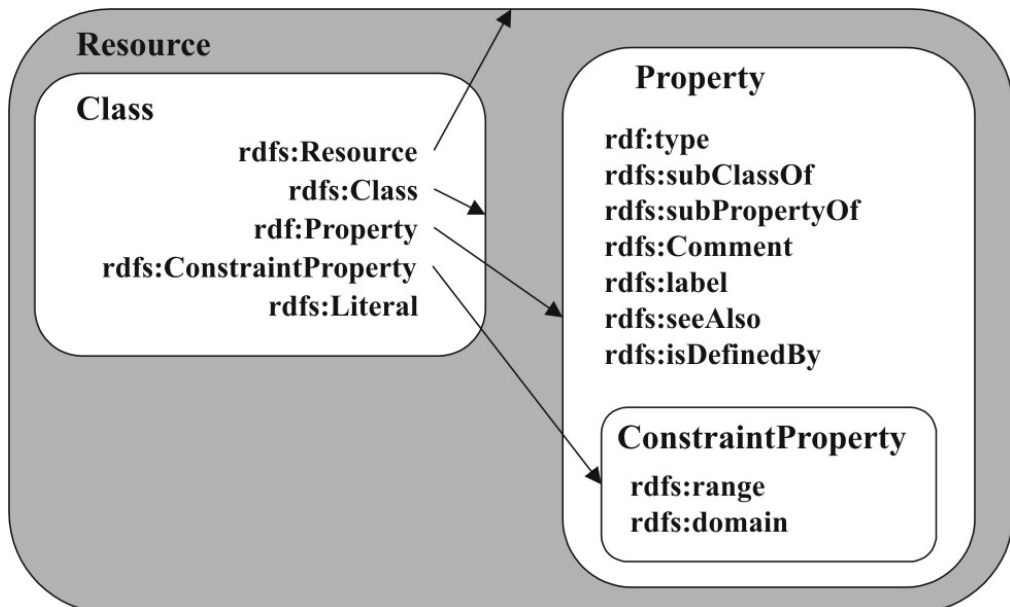 Resource
Class
rdfs:Resource
rdfs:Class
rdf:Property
rdfs:ConstraintProperty
rdfs:Literal
Property
rdf:type
rdfs:subClassOf
rdfs:subPropertyOf
rdfs:Comment
rdfs:label
rdfs:seeAlso
rdfs:isDefinedBy
ConstraintProperty
rdfs:range
rdfs:domain